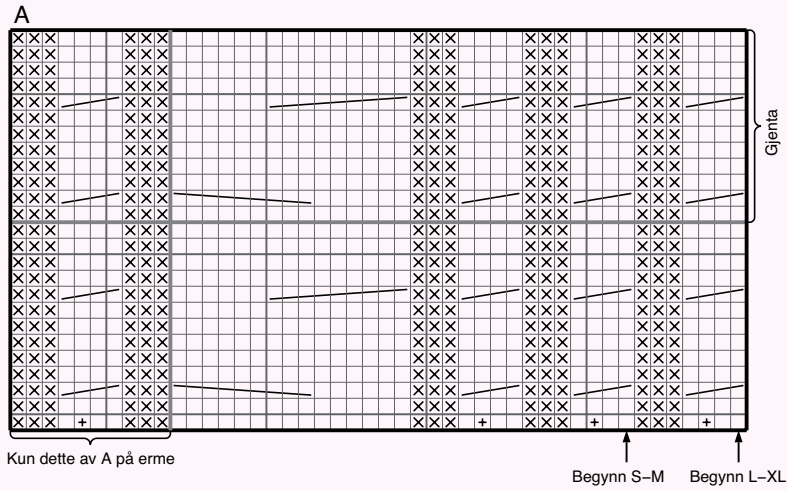 A
Gjenta
Kun dette av A på erme
Begynn S–M
Begynn L–XL